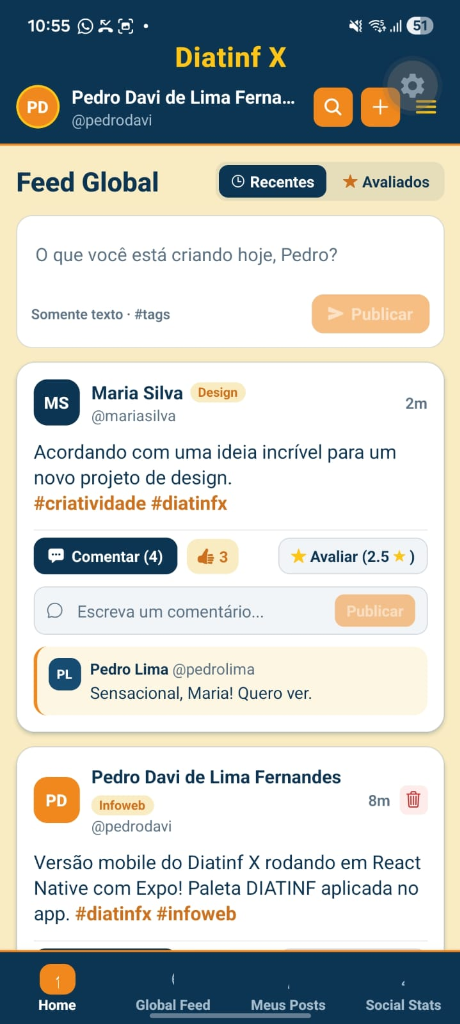 10:55
51
Diatinf X
PD
Pedro Davi de Lima Ferna...
@pedrodavi
Feed Global
Recentes
Avaliados
O que você está criando hoje, Pedro?
Somente texto · #tags
Publicar
MS
Maria Silva
Design
@mariasilva
2m
Acordando com uma ideia incrível para um
novo projeto de design.
#criatividade #diatinfx
Comentar (4)
3
Avaliar (2.5 ★ )
Escreva um comentário...
Publicar
PL
Pedro Lima @pedrolima
Sensacional, Maria! Quero ver.
PD
Pedro Davi de Lima Fernandes
Infoweb
@pedrodavi
8m
Versão mobile do Diatinf X rodando em React
Native com Expo! Paleta DIATINF aplicada no
app. #diatinfx #infoweb
Home
Global Feed
Meus Posts
Social Stats